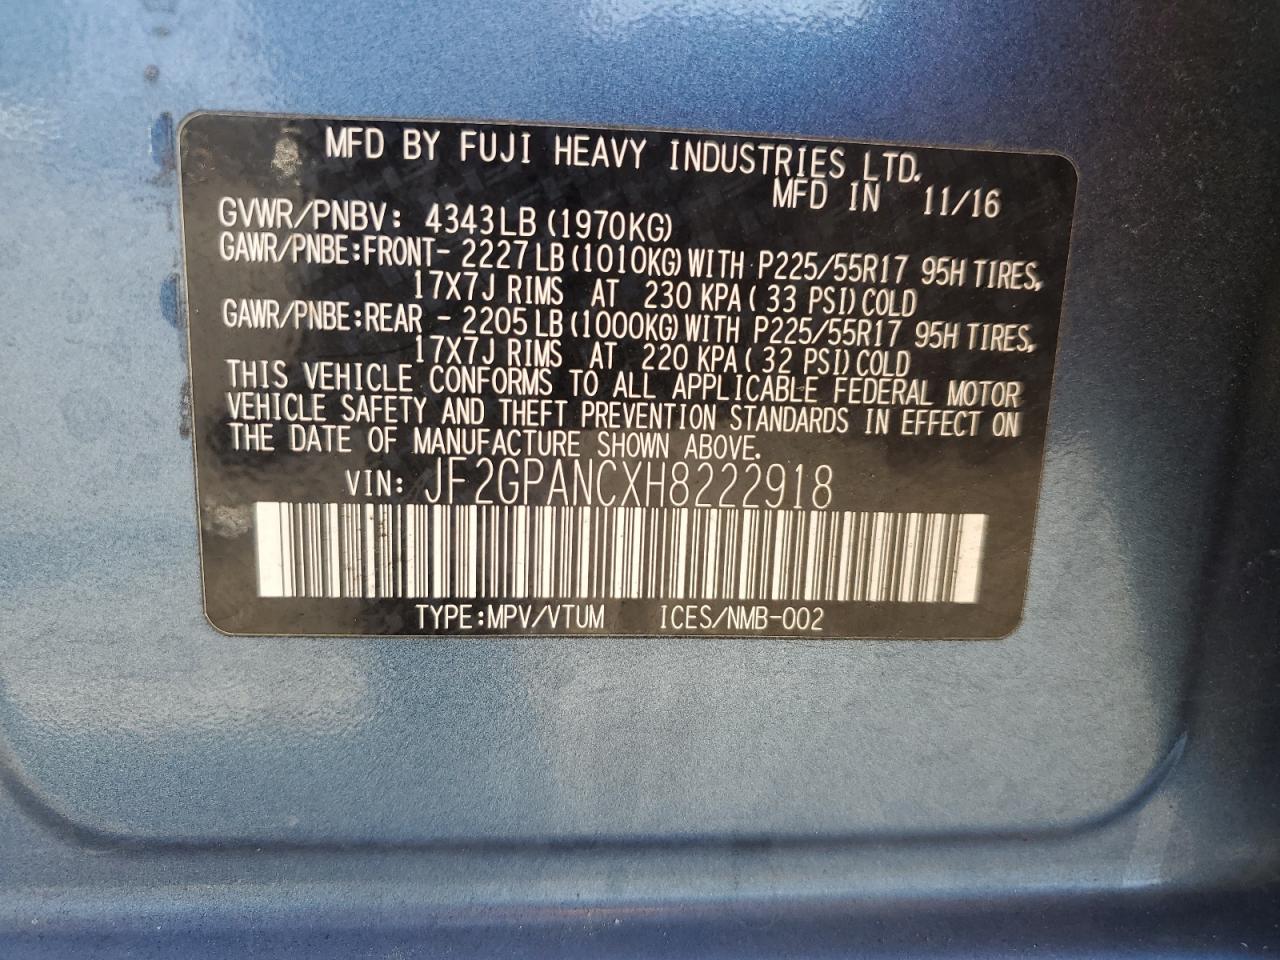 MFD BY FUJI HEAVY INDUSTRIES LTD.
MFD IN 11/16
GVWR/PNBV: 4343LB (1970KG)
GAWR/PNBE:FRONT- 2227LB (1010KG) WITH P225/55R17 95H TIRES,
17X7J RIMS AT 230 KPA (33 PSI) COLD
GAWR/PNBE:REAR - 2205LB (1000KG) WITH P225/55R17 95H TIRES,
17X7J RIMS AT 220 KPA (32 PSI) COLD
THIS VEHICLE CONFORMS TO ALL APPLICABLE FEDERAL MOTOR
VEHICLE SAFETY AND THEFT PREVENTION STANDARDS IN EFFECT ON
THE DATE OF MANUFACTURE SHOWN ABOVE.
VIN: JF2GPANCXH8222918
TYPE:MPV/VTUM ICES/NMB-002